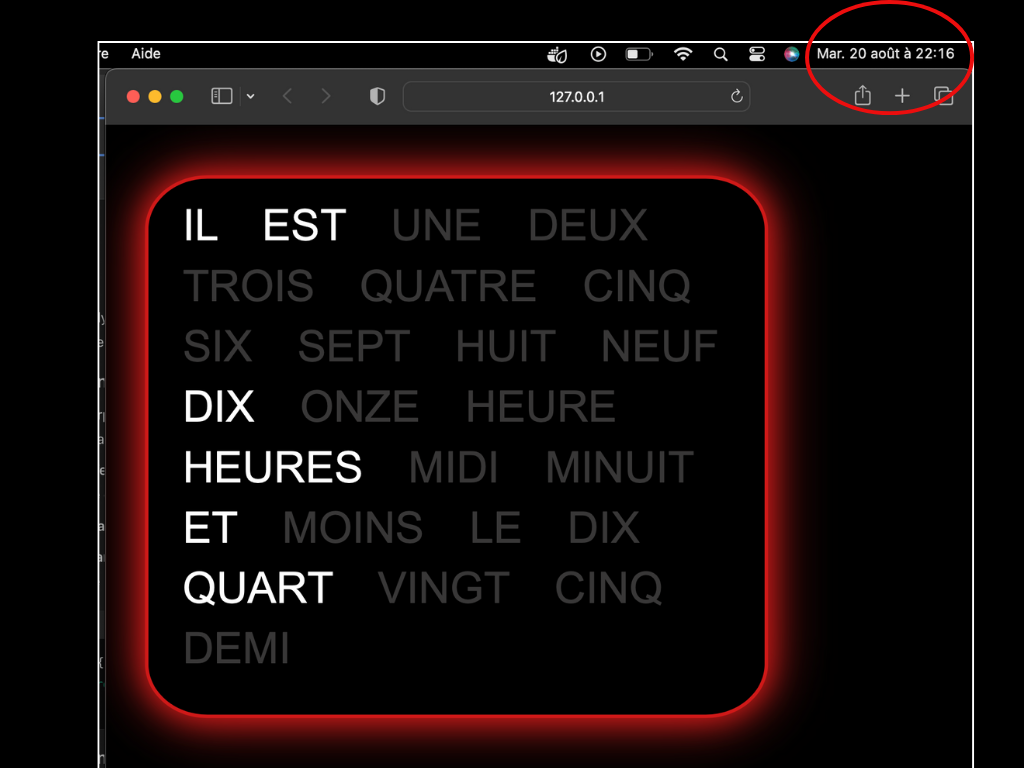 re Aide Mar. 20 août à 22:16
127.0.0.1
IL EST UNE DEUX
TROIS QUATRE CINQ
SIX SEPT HUIT NEUF
DIX ONZE HEURE
HEURES MIDI MINUIT
ET MOINS LE DIX
QUART VINGT CINQ
DEMI